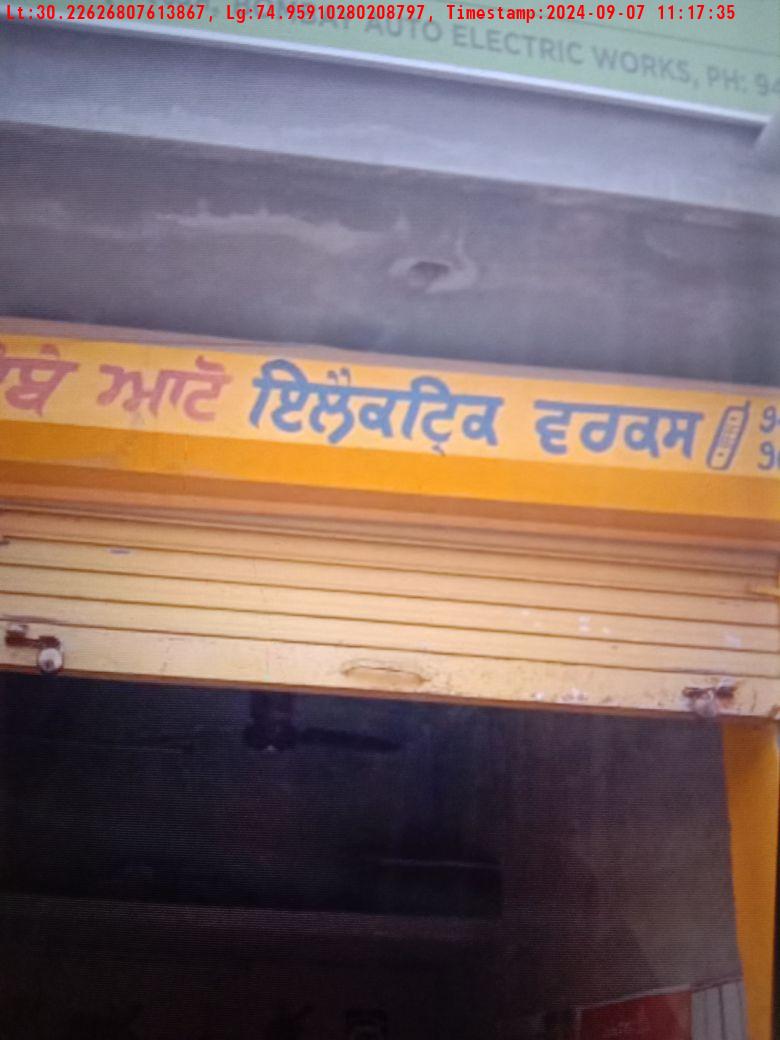 Lt:30.22626807613867, Lg:74.95910280208797, Timestamp:2024-09-07 11:17:35
BOMBAY AUTO ELECTRIC WORKS, PH: 94
ਬੰਬੇ ਆਟੋ ਇਲੈਕਟ੍ਰਿਕ ਵਰਕਸ